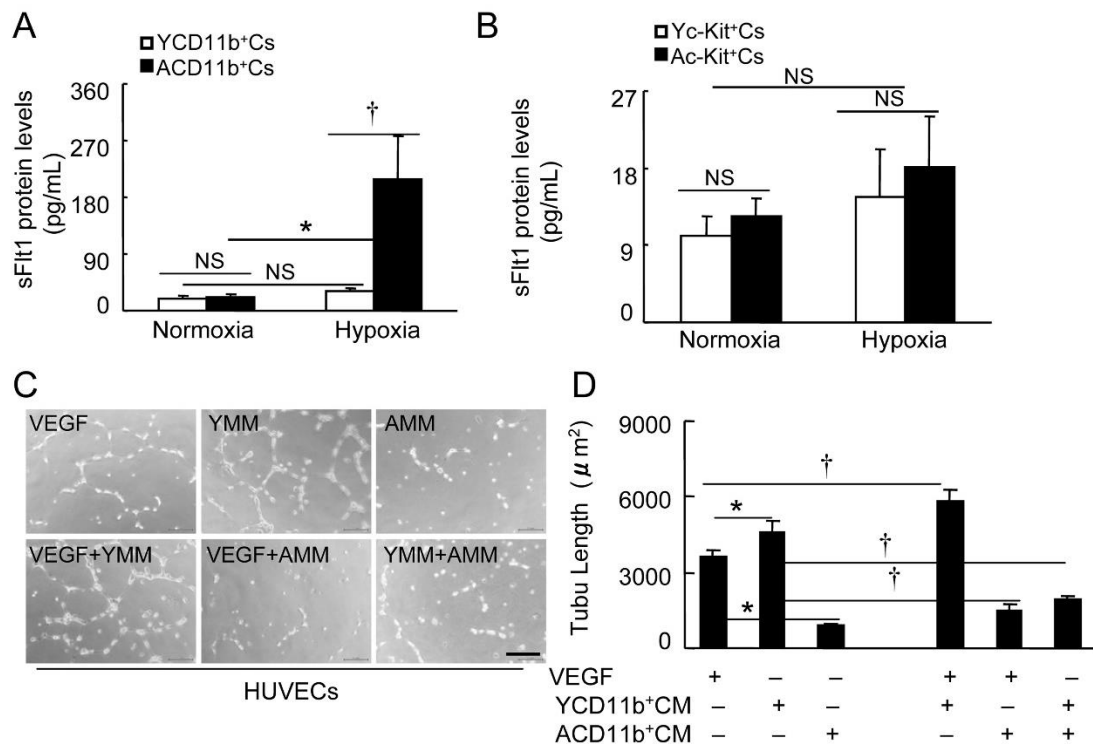 A
YCD11b⁺Cs
ACD11b⁺Cs
sFlt1 protein levels
(pg/mL)
360
270
180
90
0
NS
NS
*
†
Normoxia
Hypoxia
B
Yc-Kit⁺Cs
Ac-Kit⁺Cs
sFlt1 protein levels
(pg/mL)
27
18
9
0
NS
NS
NS
Normoxia
Hypoxia
C
VEGF
YMM
AMM
VEGF+YMM
VEGF+AMM
YMM+AMM
HUVECs
D
Tubu Length (μm²)
9000
6000
3000
0
†
*
†
†
*
VEGF + – – + + –
YCD11b⁺CM – + – + – +
ACD11b⁺CM – – + – + +